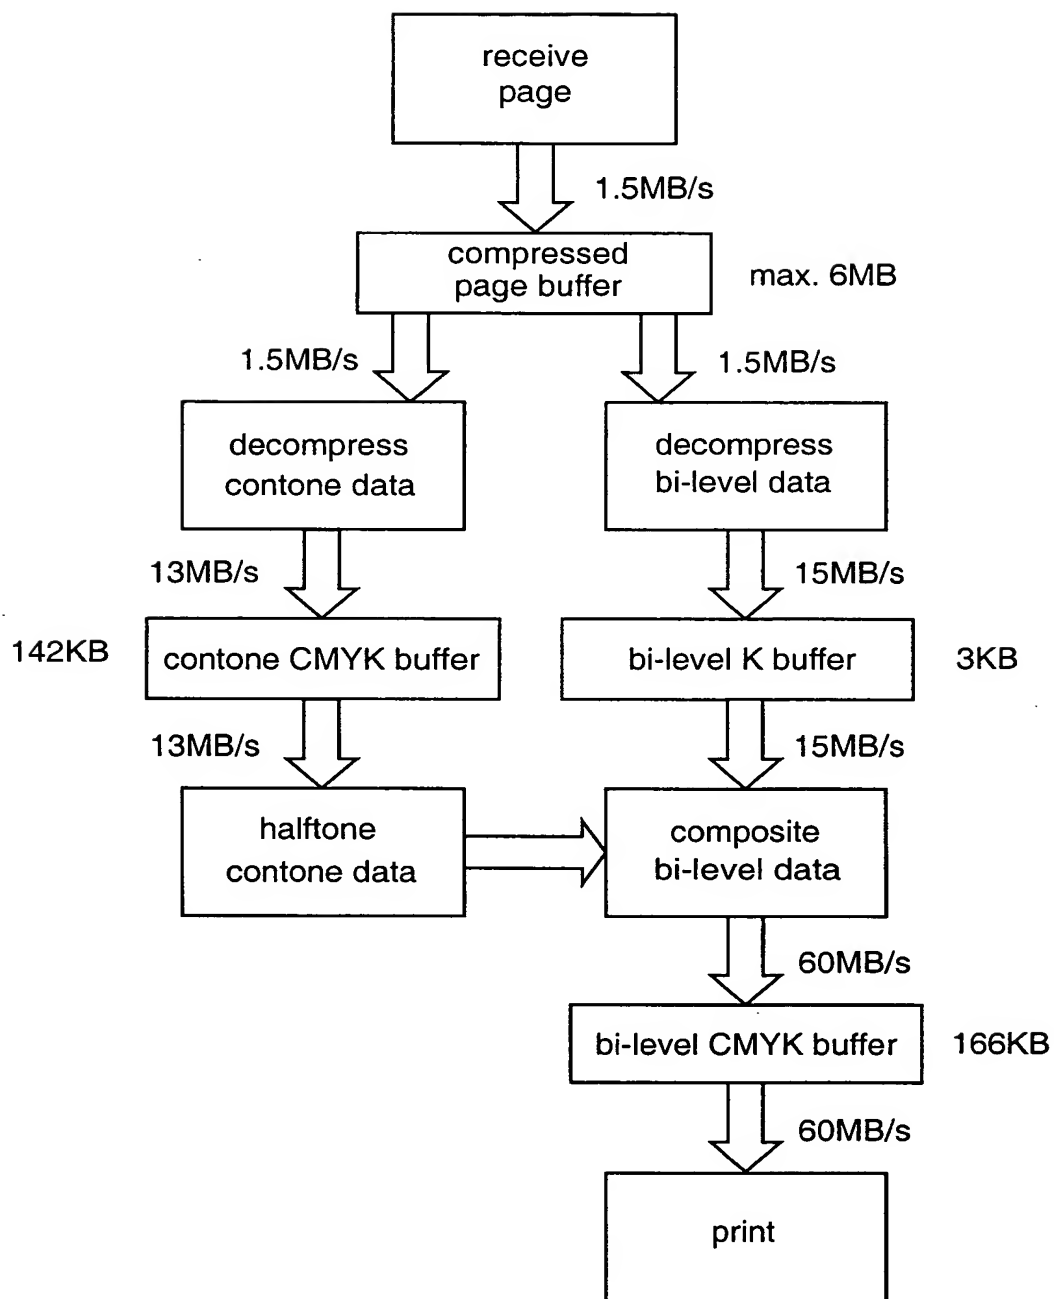 receive
page
1.5MB/s
compressed
page buffer
max. 6MB
1.5MB/s
1.5MB/s
decompress
contone data
decompress
bi-level data
13MB/s
15MB/s
142KB
contone CMYK buffer
bi-level K buffer
3KB
13MB/s
15MB/s
halftone
contone data
composite
bi-level data
60MB/s
bi-level CMYK buffer
166KB
60MB/s
print